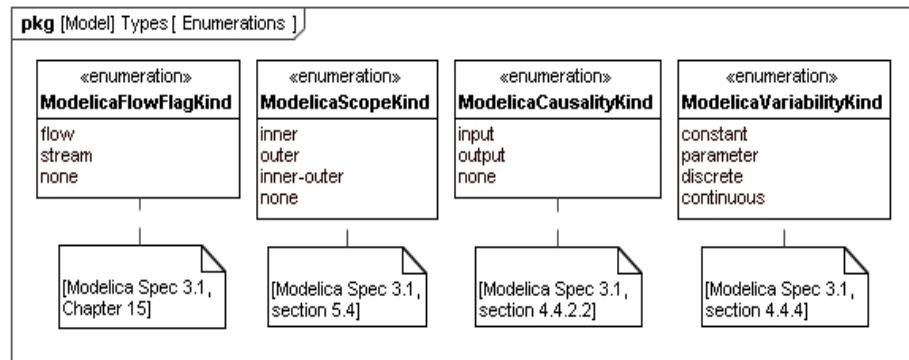 pkg [Model] Types [ Enumerations ]
«enumeration»
ModelicaFlowFlagKind
flow
stream
none
«enumeration»
ModelicaScopeKind
inner
outer
inner-outer
none
«enumeration»
ModelicaCausalityKind
input
output
none
«enumeration»
ModelicaVariabilityKind
constant
parameter
discrete
continuous
[Modelica Spec 3.1,
Chapter 15]
[Modelica Spec 3.1,
section 5.4]
[Modelica Spec 3.1,
section 4.4.2.2]
[Modelica Spec 3.1,
section 4.4.4]